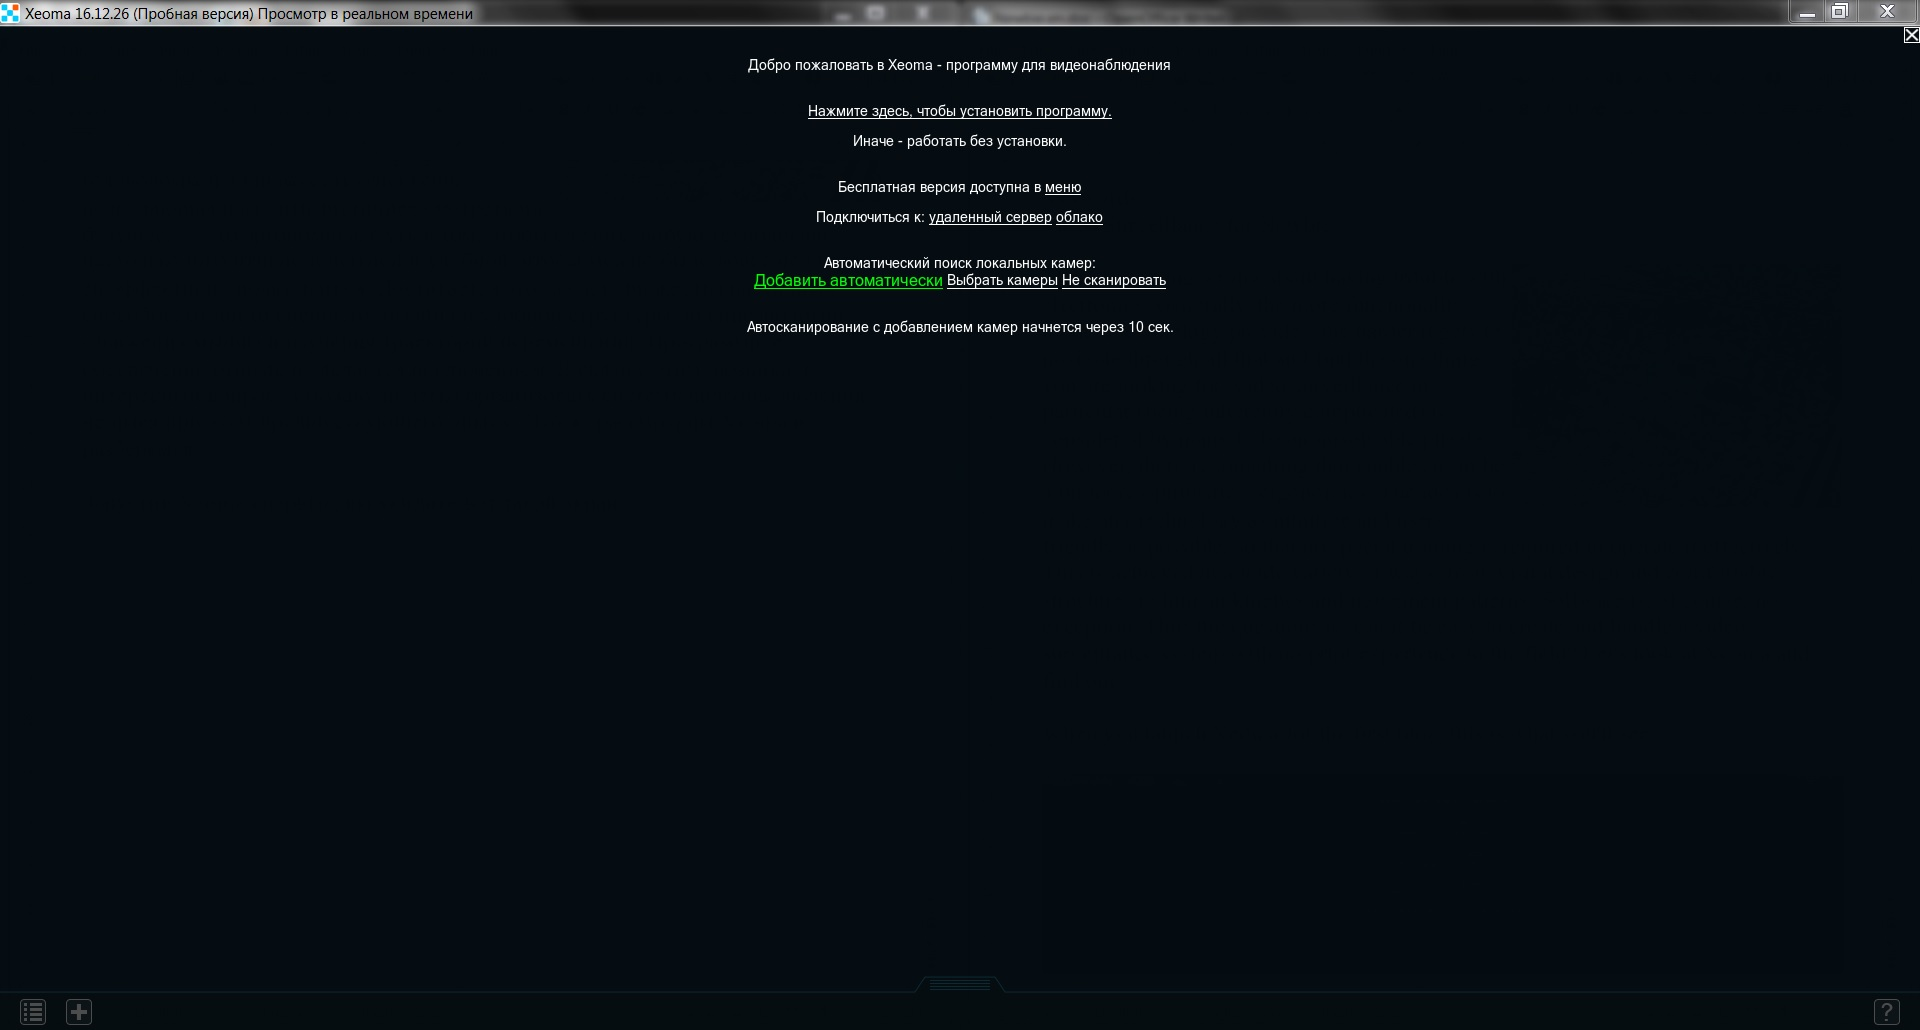 Xeoma 16.12.26 (Пробная версия) Просмотр в реальном времени
Добро пожаловать в Xeoma - программу для видеонаблюдения
Нажмите здесь, чтобы установить программу.
Иначе - работать без установки.
Бесплатная версия доступна в меню
Подключиться к: удаленный сервер облако
Автоматический поиск локальных камер:
Добавить автоматически Выбрать камеры Не сканировать
Автосканирование с добавлением камер начнется через 10 сек.
?